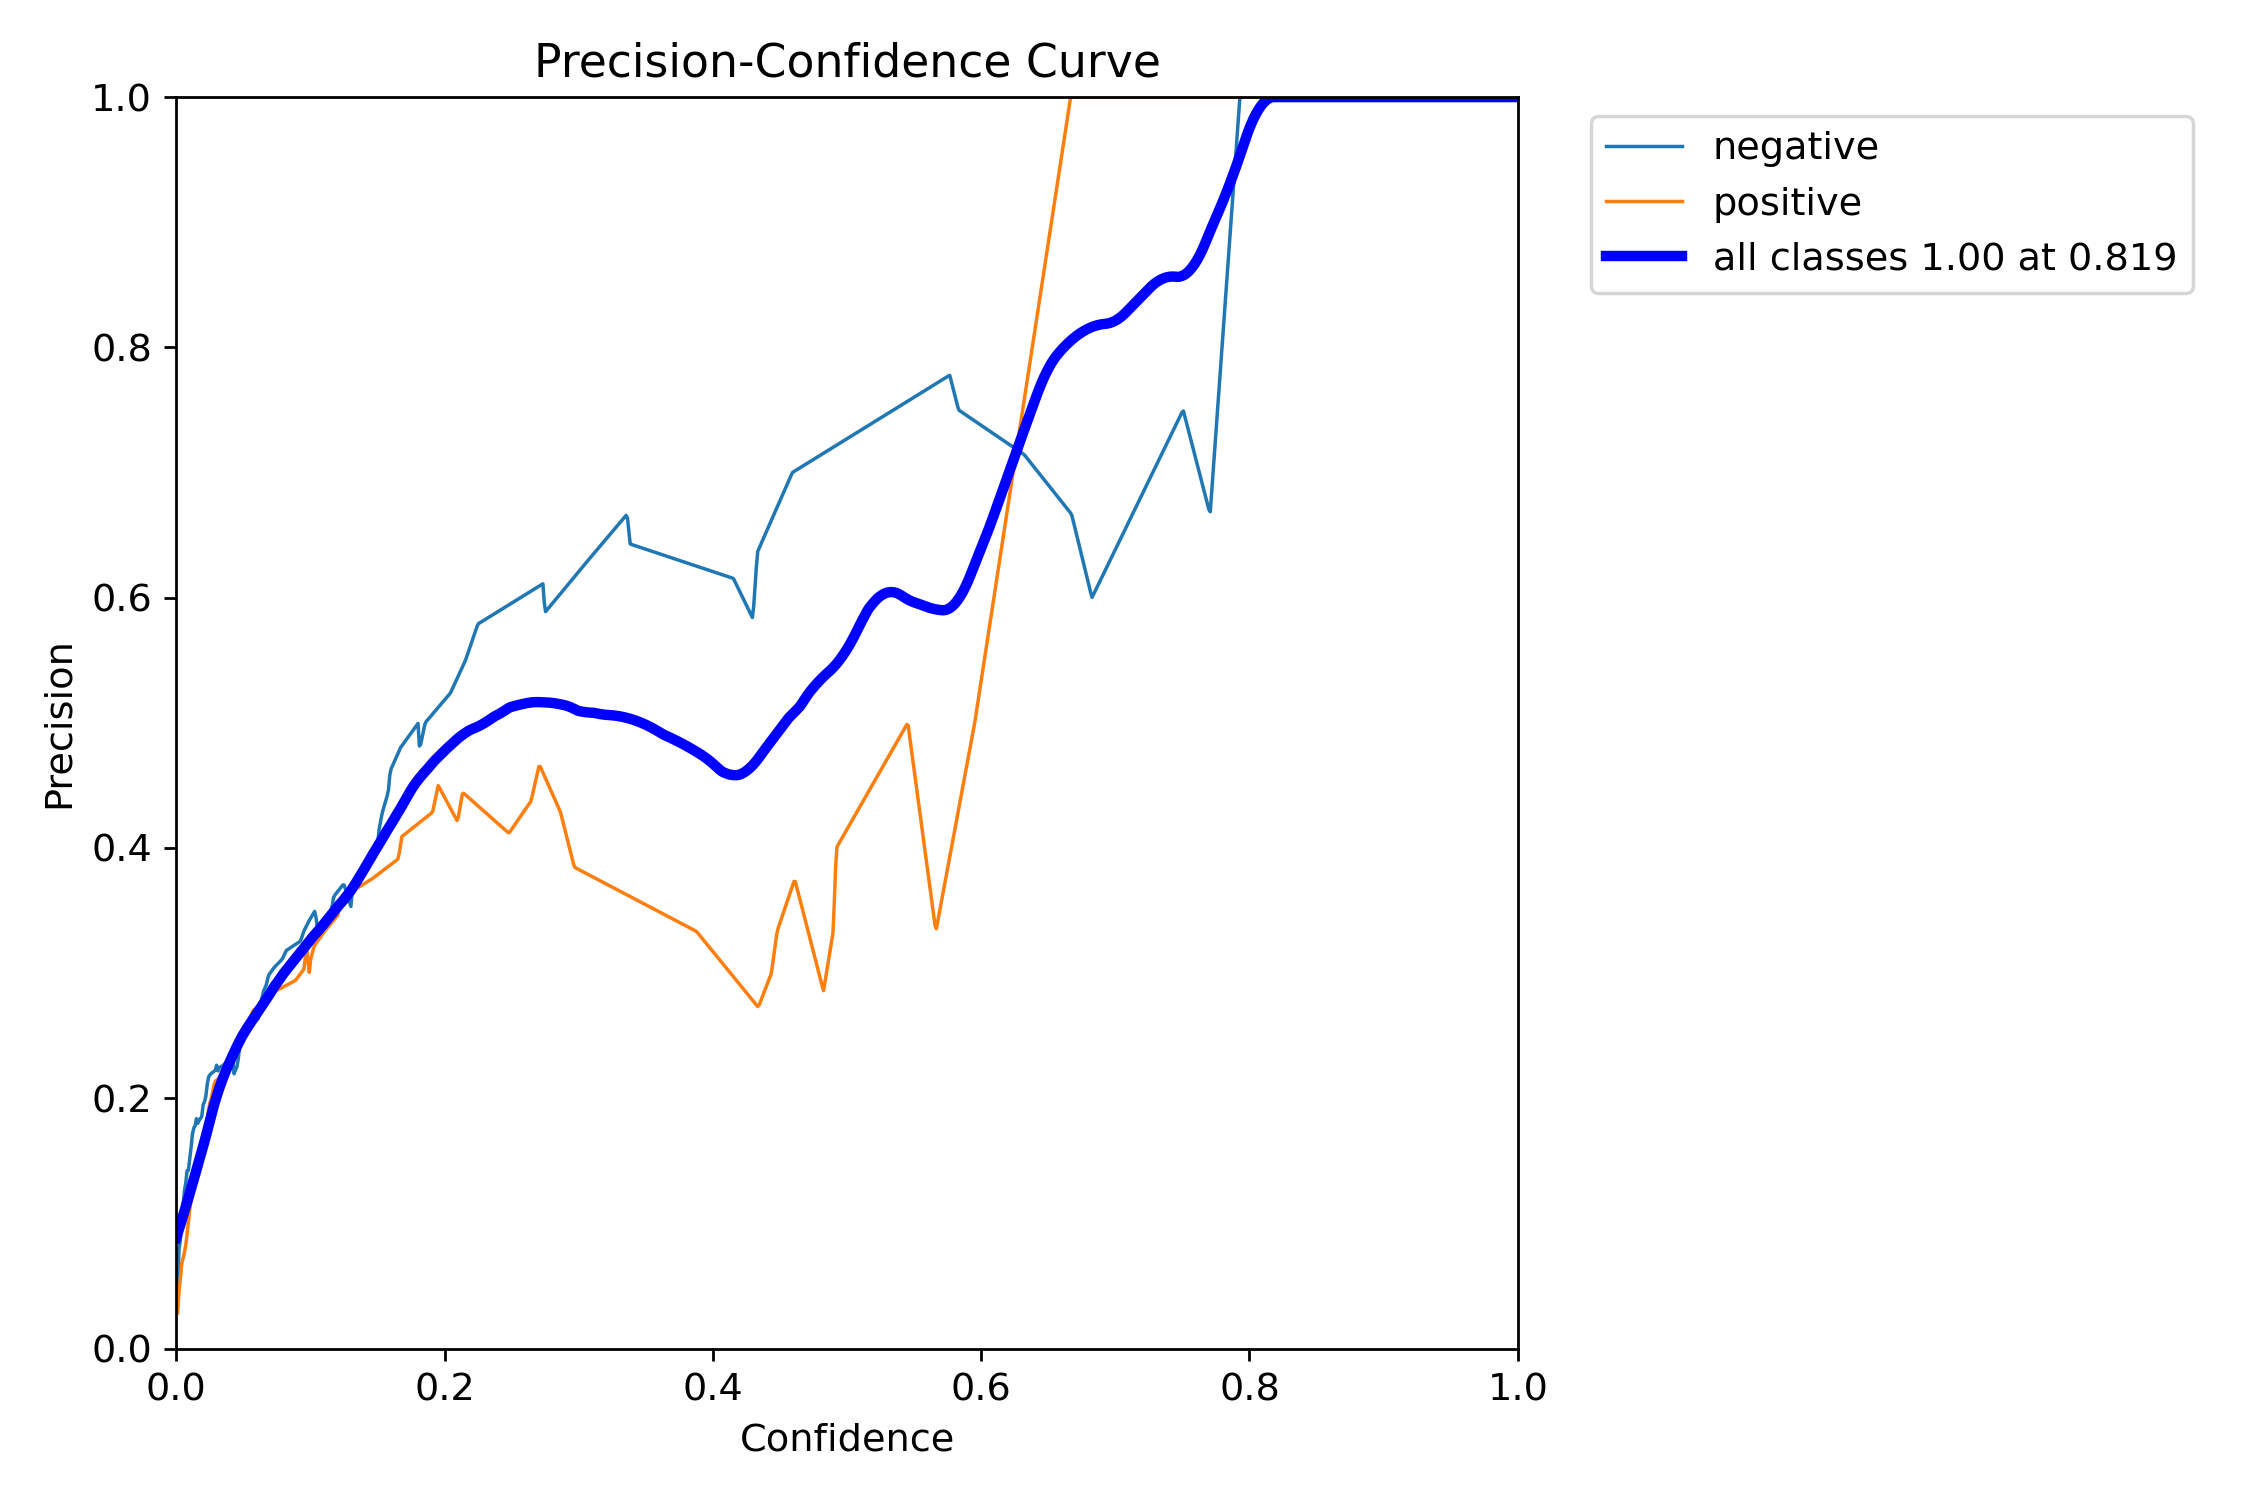 Precision-Confidence Curve
1.0
0.8
0.6
0.4
0.2
0.0
Precision
0.0 0.2 0.4 0.6 0.8 1.0
Confidence
negative
positive
all classes 1.00 at 0.819